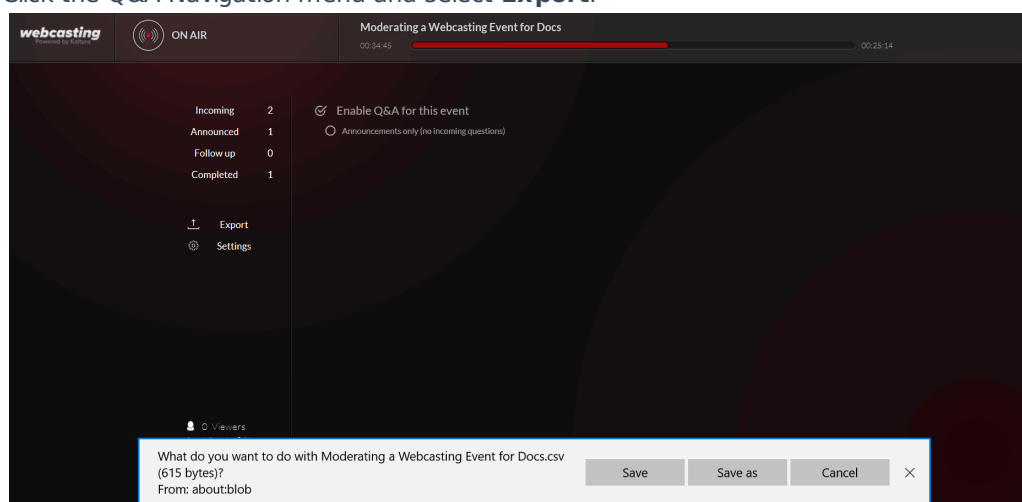 Click the Q&A Navigation menu and select Export.
webcasting
Powered by Kaltura
ON AIR
Moderating a Webcasting Event for Docs
00:34:45
00:25:14
Incoming 2
Announced 1
Follow up 0
Completed 1
Enable Q&A for this event
Announcements only (no incoming questions)
Export
Settings
0 Viewers
What do you want to do with Moderating a Webcasting Event for Docs.csv
(615 bytes)?
From: about:blob
Save
Save as
Cancel